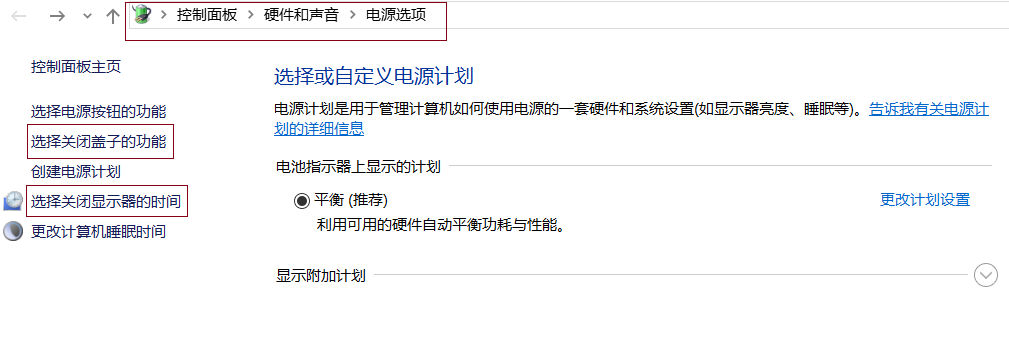 控制面板 > 硬件和声音 > 电源选项
控制面板主页
选择电源按钮的功能
选择关闭盖子的功能
创建电源计划
选择关闭显示器的时间
更改计算机睡眠时间
选择或自定义电源计划
电源计划是用于管理计算机如何使用电源的一套硬件和系统设置(如显示器亮度、睡眠等)。告诉我有关电源计
划的详细信息
电池指示器上显示的计划
平衡 (推荐) 更改计划设置
利用可用的硬件自动平衡功耗与性能。
显示附加计划